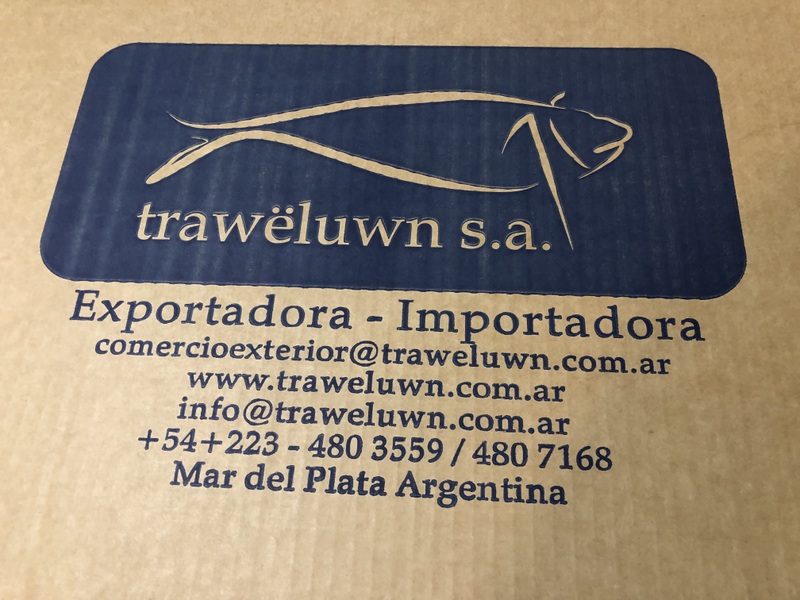 trawëluwn s.a.
Exportadora - Importadora
comercioexterior@traweluwn.com.ar
www.traweluwn.com.ar
info@traweluwn.com.ar
+54+223 - 480 3559 / 480 7168
Mar del Plata Argentina